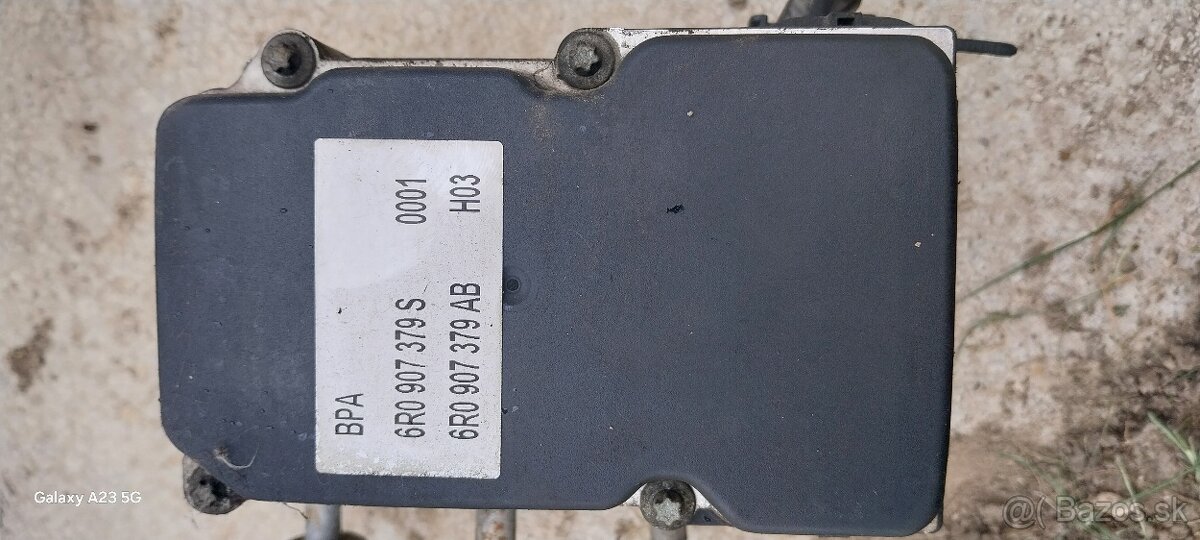 BPA
6R0 907 379 S 0001
6R0 907 379 AB H03
Galaxy A23 5G
@ Bazos.sk